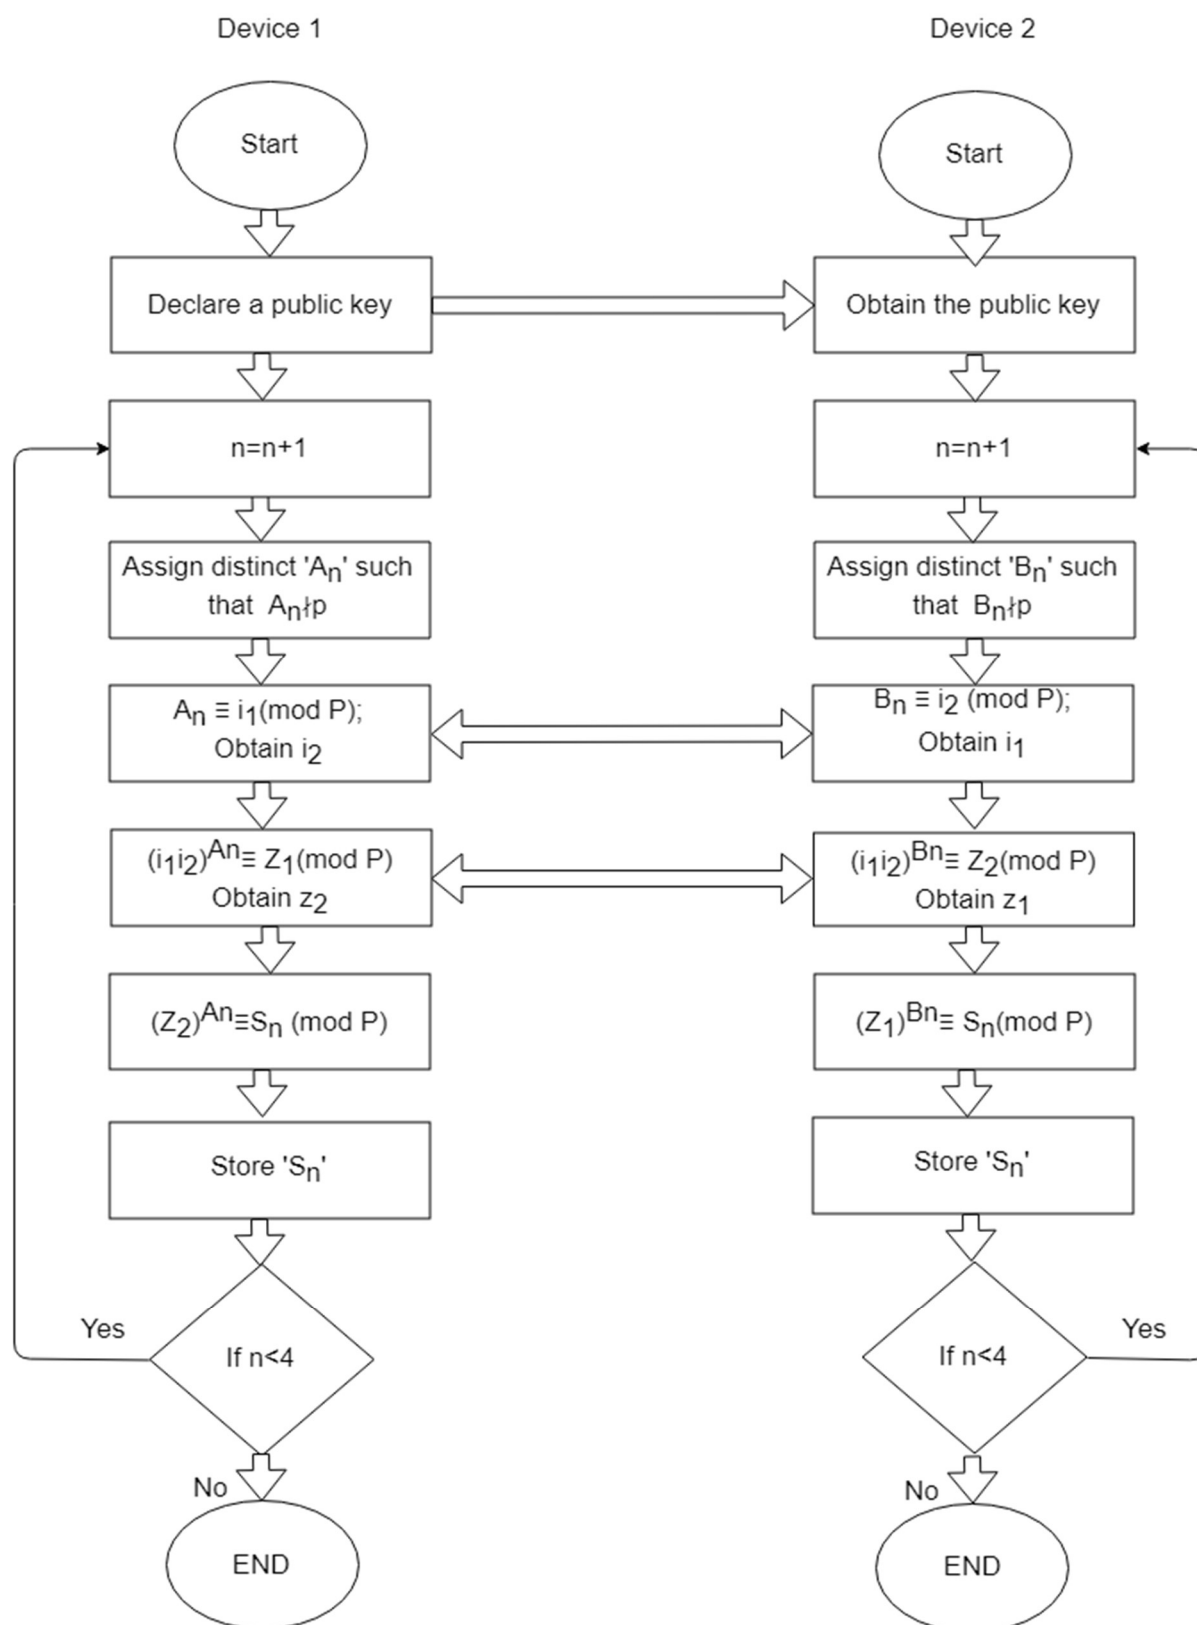 Device 1
Start
Declare a public key
n=n+1
Assign distinct 'Aₙ' such
that Aₙ∤p
Aₙ ≡ i₁(mod P);
Obtain i₂
(i₁i₂)^An≡ Z₁(mod P)
Obtain z₂
(Z₂)^An≡Sₙ (mod P)
Store 'Sₙ'
If n<4
Yes
No
END
Device 2
Start
Obtain the public key
n=n+1
Assign distinct 'Bₙ' such
that Bₙ∤p
Bₙ ≡ i₂ (mod P);
Obtain i₁
(i₁i₂)^Bn≡ Z₂(mod P)
Obtain z₁
(Z₁)^Bn≡ Sₙ(mod P)
Store 'Sₙ'
If n<4
Yes
No
END